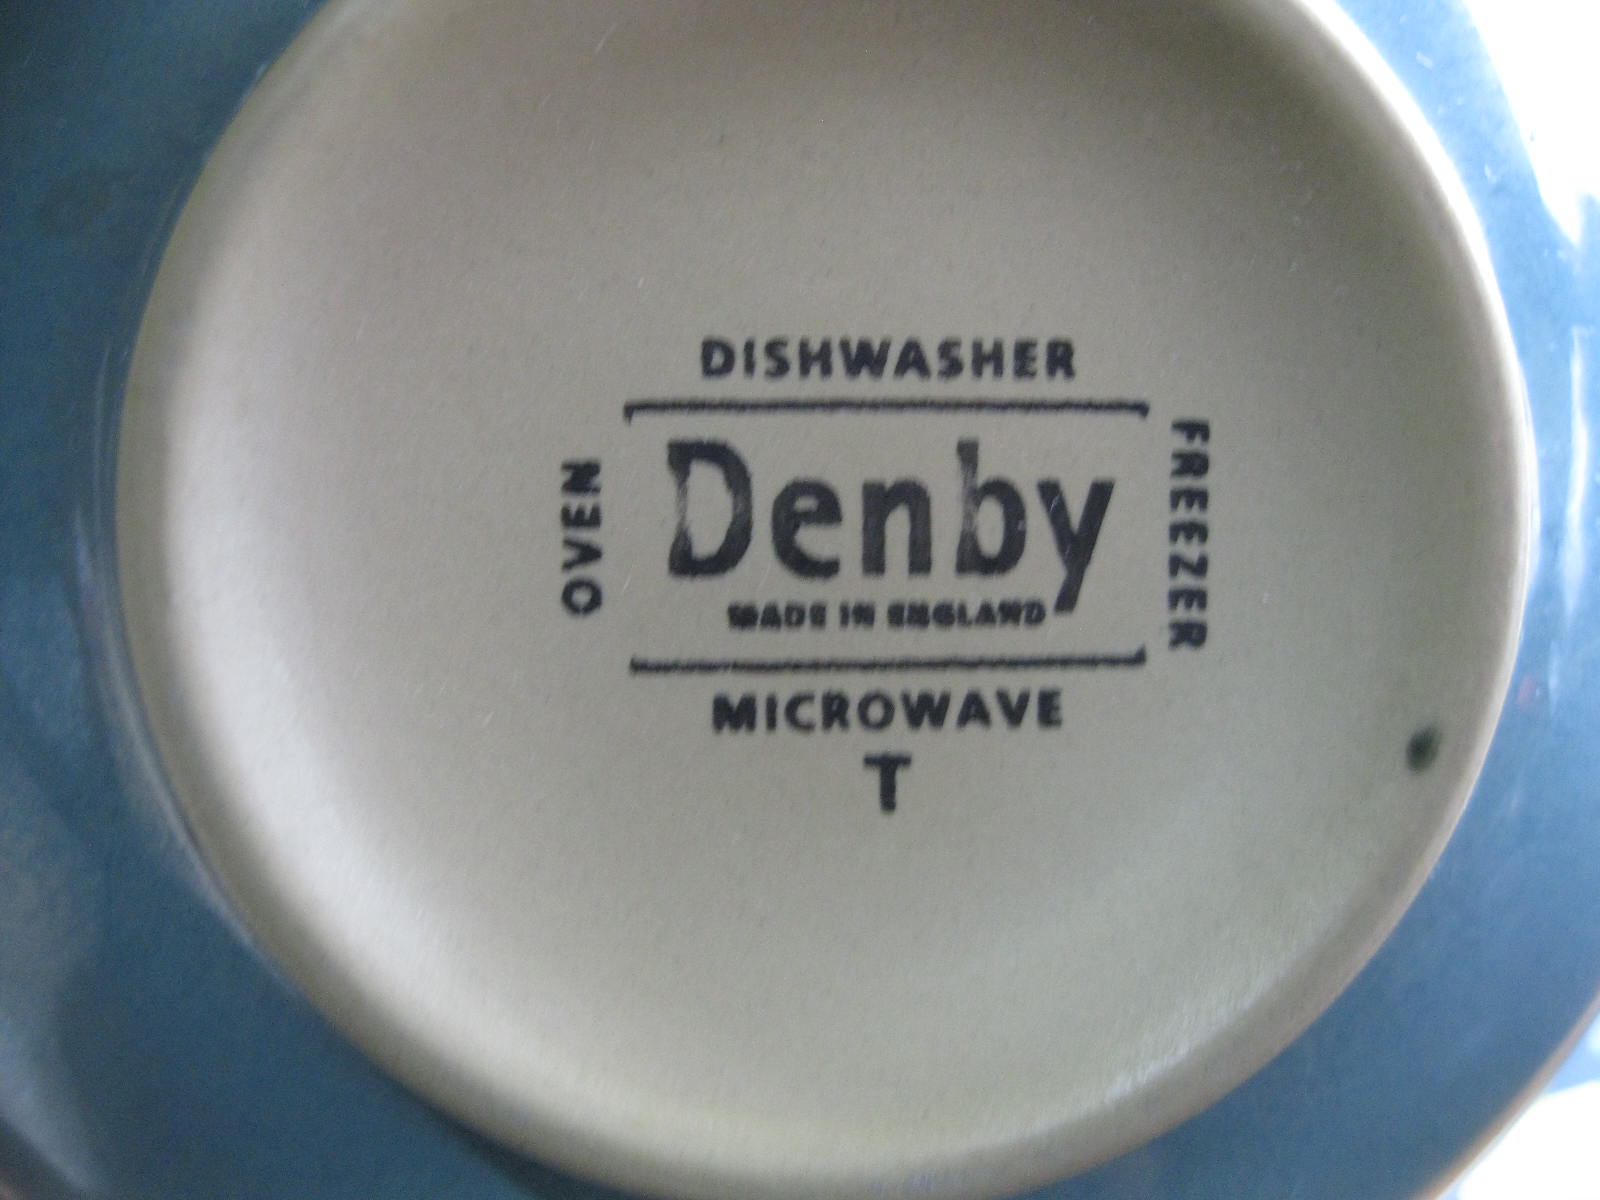 DISHWASHER
OVEN
Denby
FREEZER
MADE IN ENGLAND
MICROWAVE
T